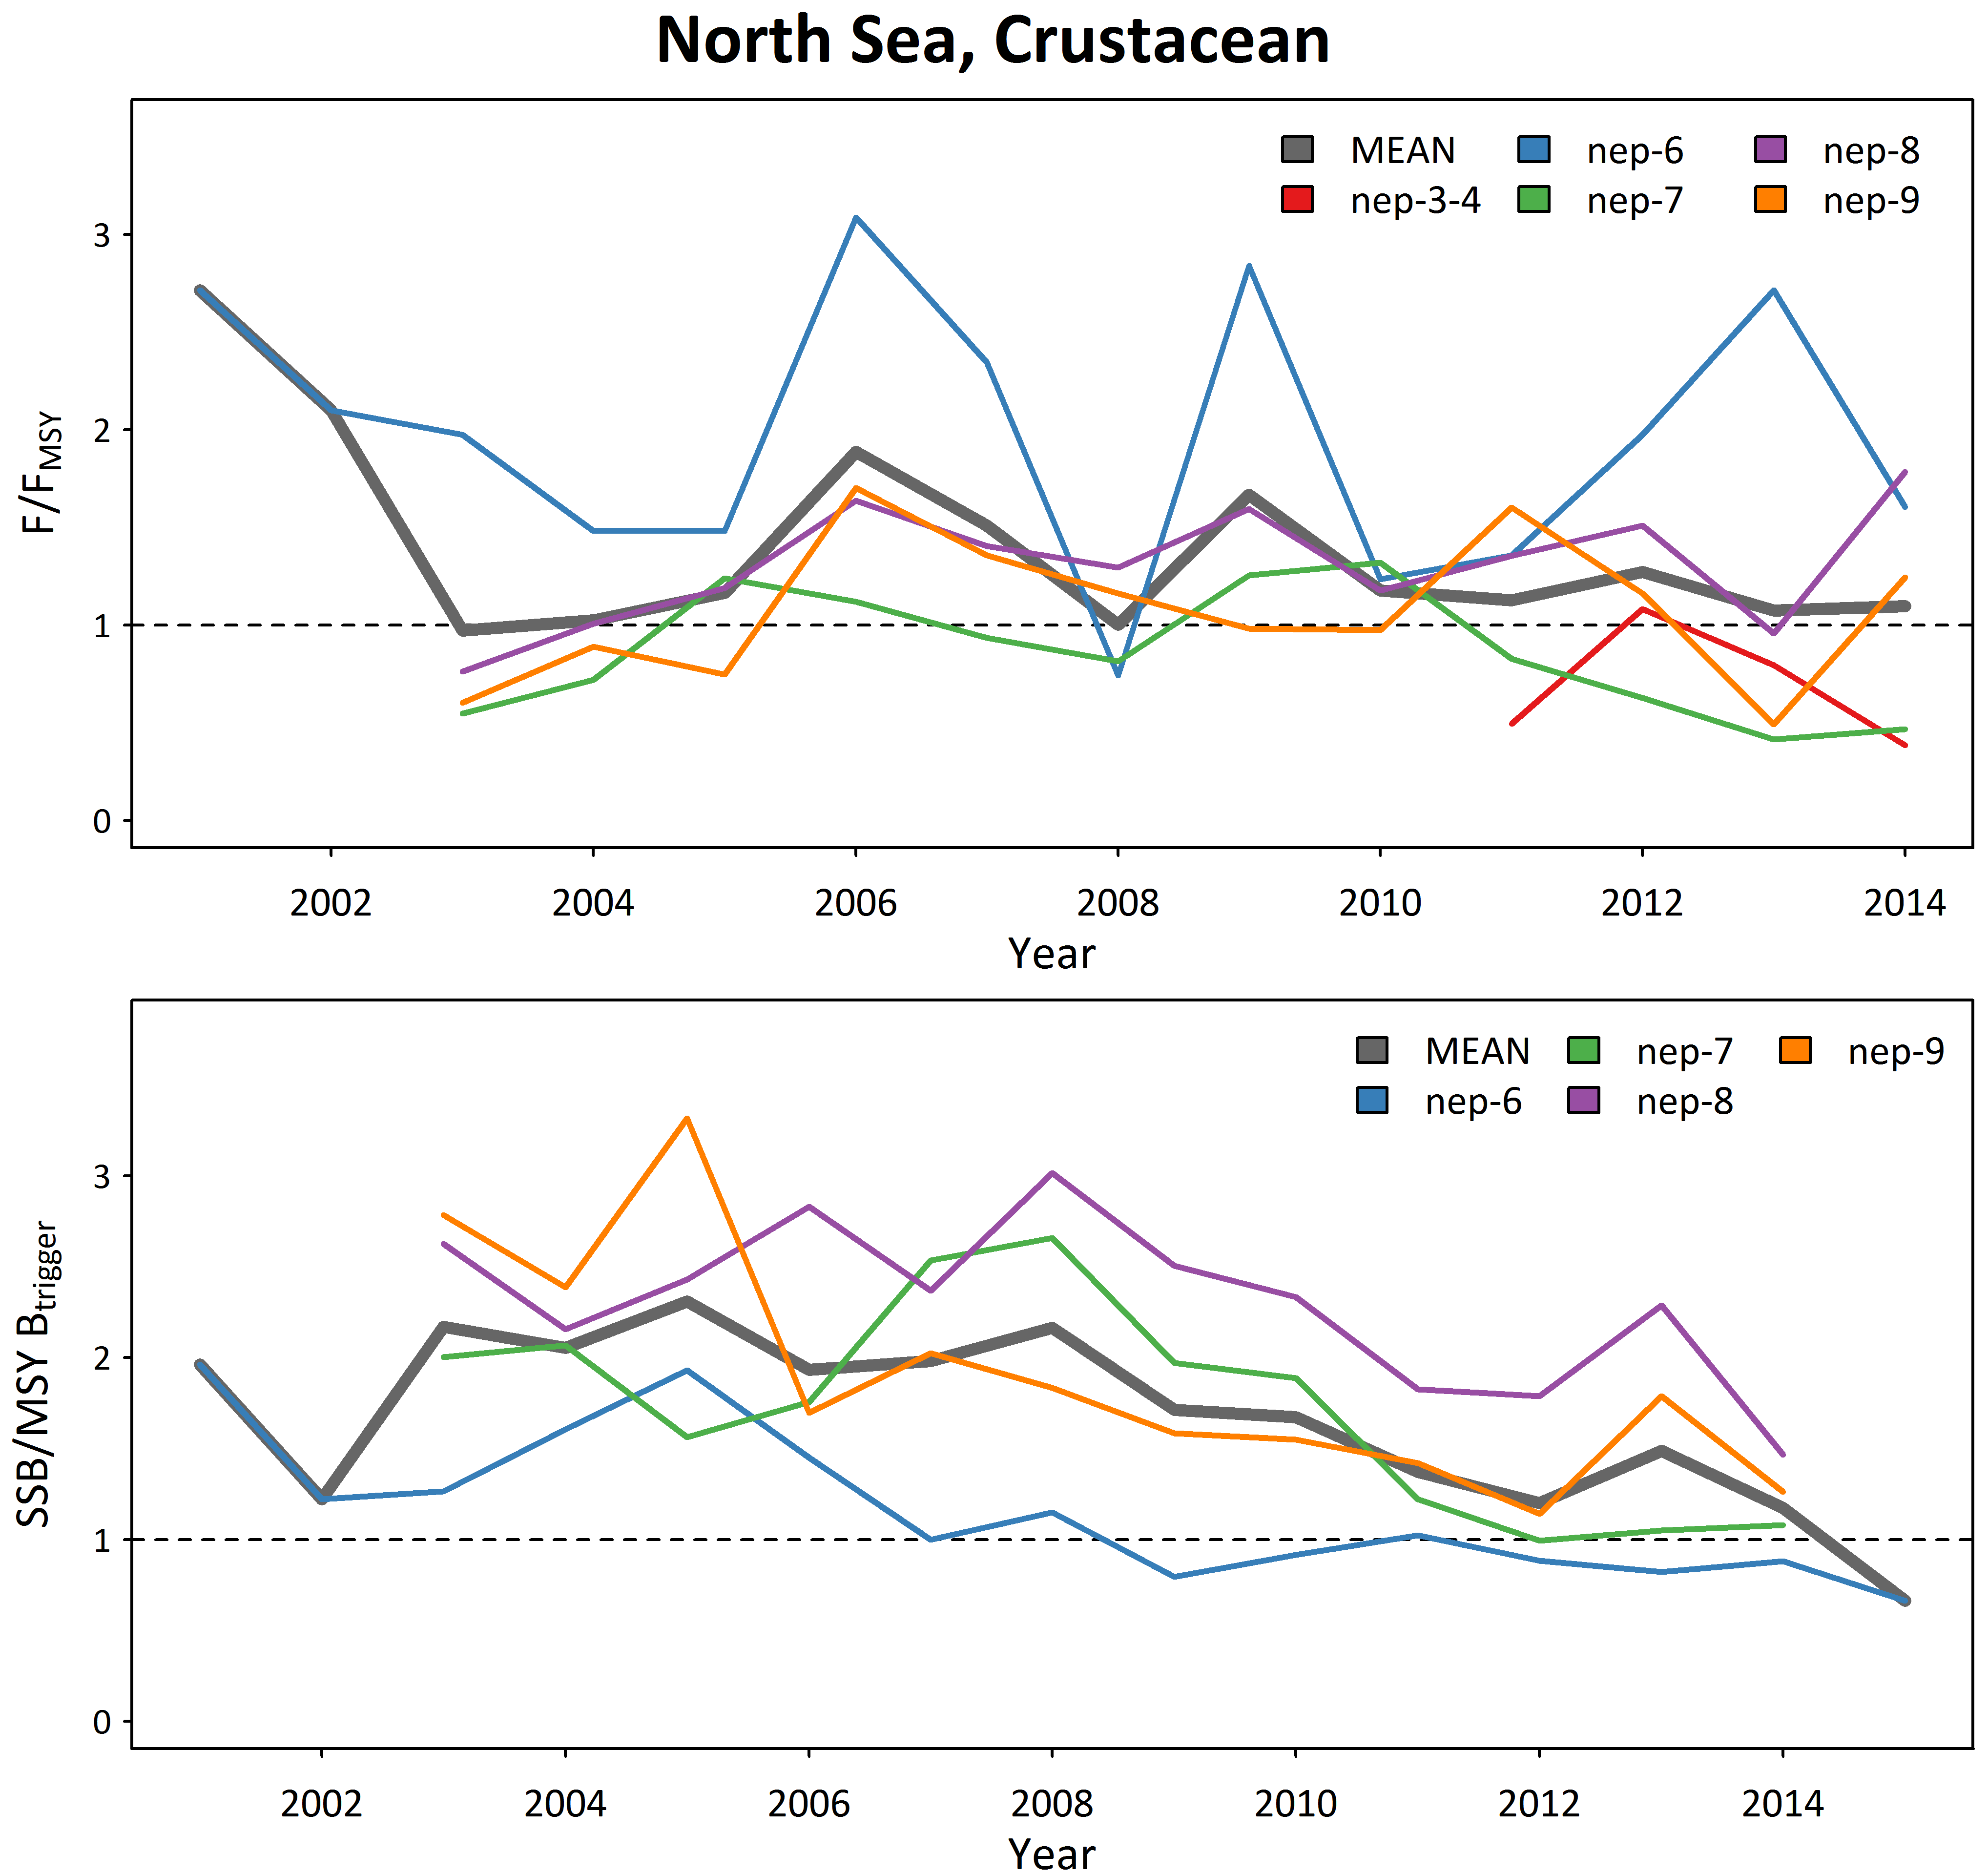 North Sea, Crustacean
MEAN nep-6 nep-8
nep-3-4 nep-7 nep-9
F/FMSY
3
2
1
0
2002 2004 2006 2008 2010 2012 2014
Year
MEAN nep-7 nep-9
nep-6 nep-8
SSB/MSY Btrigger
3
2
1
0
2002 2004 2006 2008 2010 2012 2014
Year